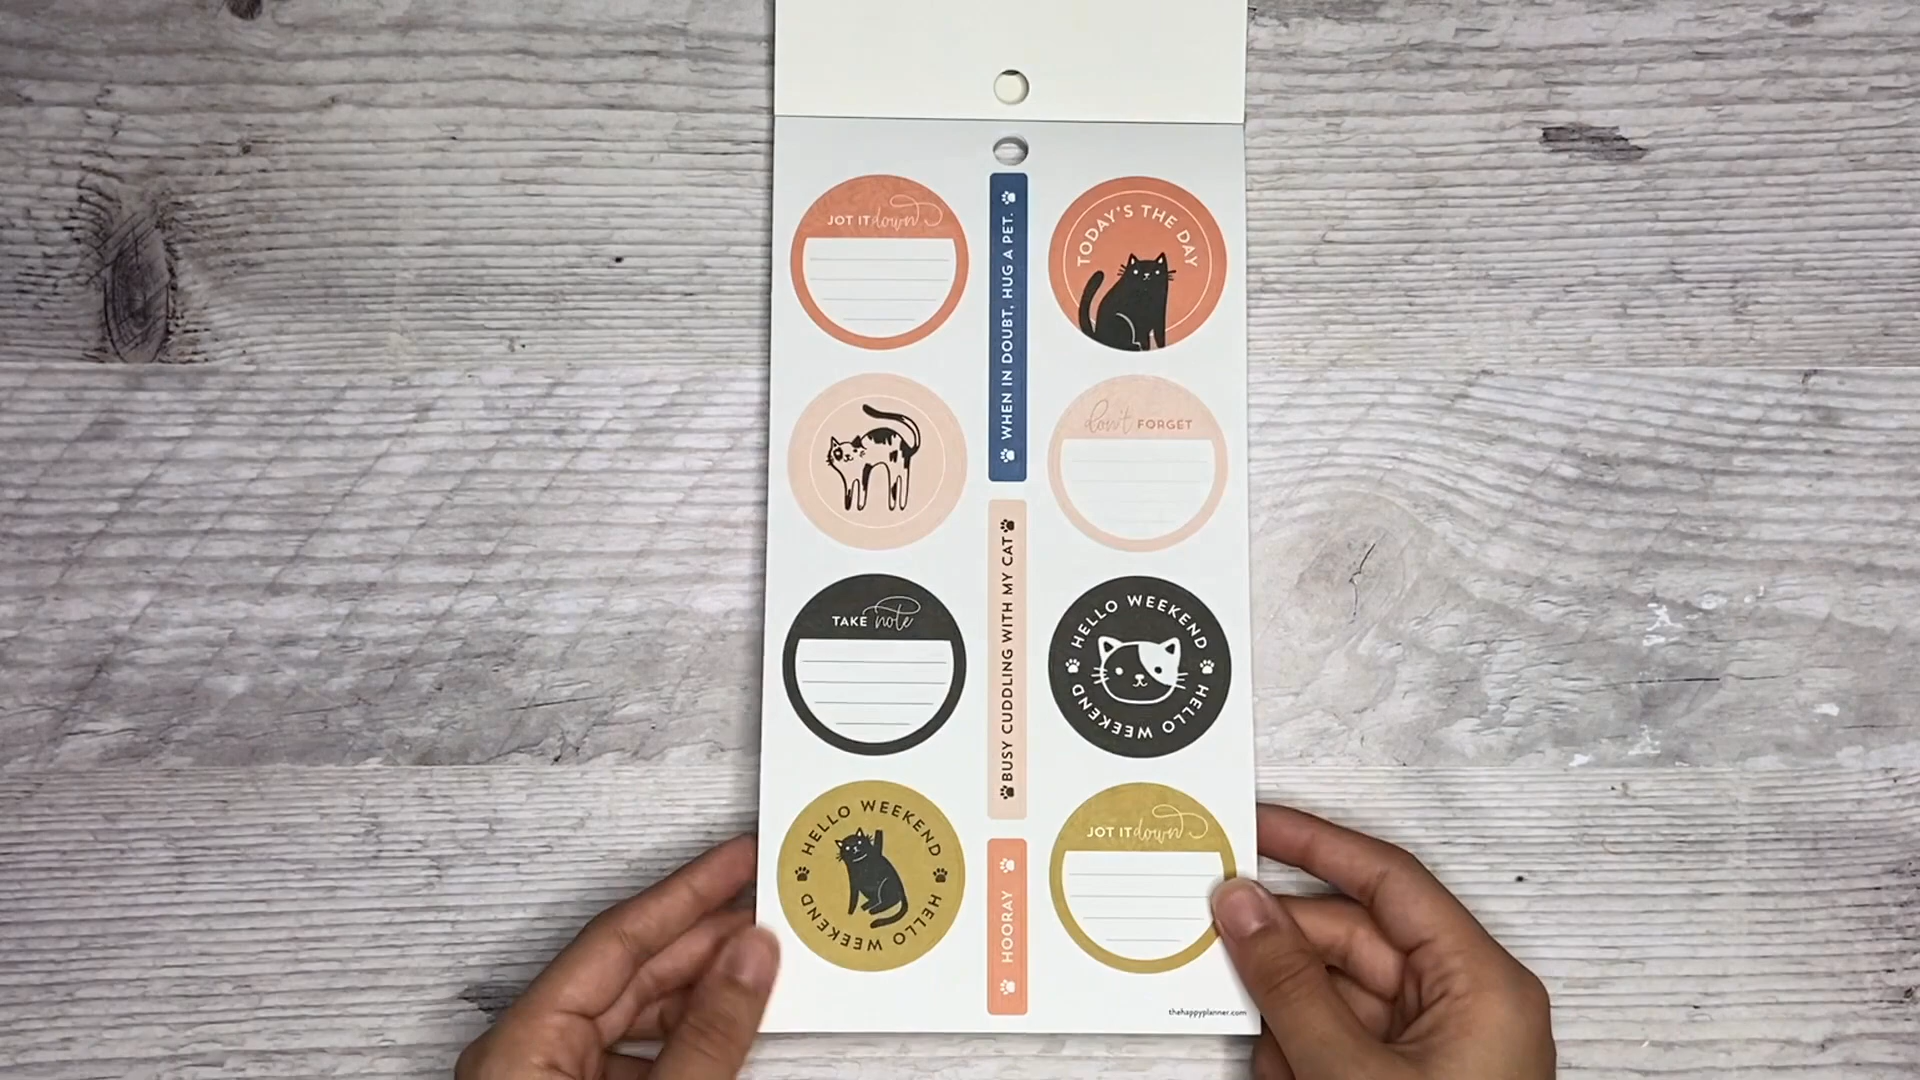 JOT IT down
WHEN IN DOUBT, HUG A PET.
TODAY'S THE DAY
don't FORGET
BUSY CUDDLING WITH MY CAT
TAKE note
HELLO WEEKEND
HELLO WEEKEND
HELLO WEEKEND
HELLO WEEKEND
HOORAY
JOT IT down
thehappyplanner.com